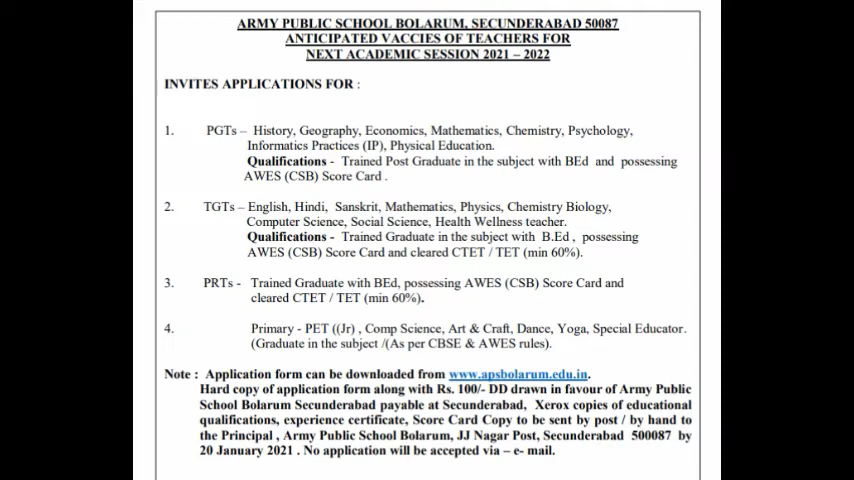 ARMY PUBLIC SCHOOL BOLARUM, SECUNDERABAD 50087
ANTICIPATED VACCIES OF TEACHERS FOR
NEXT ACADEMIC SESSION 2021 – 2022
INVITES APPLICATIONS FOR :
1. PGTs – History, Geography, Economics, Mathematics, Chemistry, Psychology,
Informatics Practices (IP), Physical Education.
Qualifications - Trained Post Graduate in the subject with BEd and possessing
AWES (CSB) Score Card .
2. TGTs – English, Hindi, Sanskrit, Mathematics, Physics, Chemistry Biology,
Computer Science, Social Science, Health Wellness teacher.
Qualifications - Trained Graduate in the subject with B.Ed , possessing
AWES (CSB) Score Card and cleared CTET / TET (min 60%).
3. PRTs - Trained Graduate with BEd, possessing AWES (CSB) Score Card and
cleared CTET / TET (min 60%).
4. Primary - PET ((Jr) , Comp Science, Art & Craft, Dance, Yoga, Special Educator.
(Graduate in the subject /(As per CBSE & AWES rules).
Note : Application form can be downloaded from www.apsbolarum.edu.in.
Hard copy of application form along with Rs. 100/- DD drawn in favour of Army Public
School Bolarum Secunderabad payable at Secunderabad, Xerox copies of educational
qualifications, experience certificate, Score Card Copy to be sent by post / by hand to
the Principal , Army Public School Bolarum, JJ Nagar Post, Secunderabad 500087 by
20 January 2021 . No application will be accepted via – e- mail.